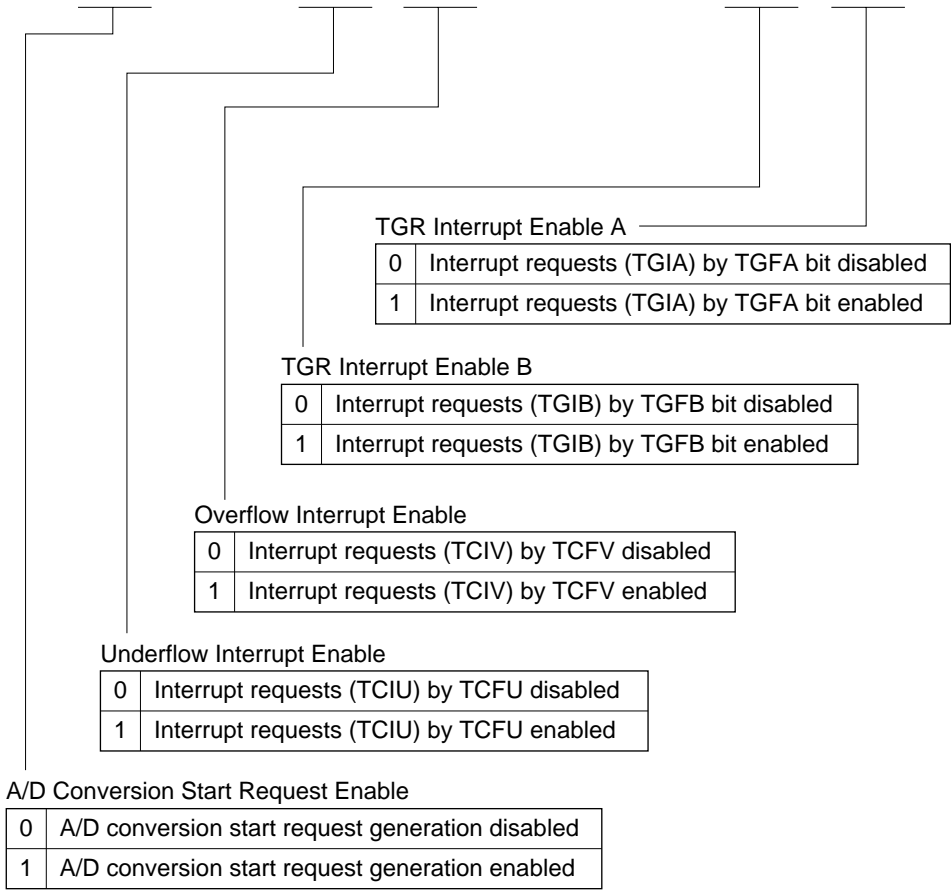 TGR Interrupt Enable A
0 Interrupt requests (TGIA) by TGFA bit disabled
1 Interrupt requests (TGIA) by TGFA bit enabled
TGR Interrupt Enable B
0 Interrupt requests (TGIB) by TGFB bit disabled
1 Interrupt requests (TGIB) by TGFB bit enabled
Overflow Interrupt Enable
0 Interrupt requests (TCIV) by TCFV disabled
1 Interrupt requests (TCIV) by TCFV enabled
Underflow Interrupt Enable
0 Interrupt requests (TCIU) by TCFU disabled
1 Interrupt requests (TCIU) by TCFU enabled
A/D Conversion Start Request Enable
0 A/D conversion start request generation disabled
1 A/D conversion start request generation enabled